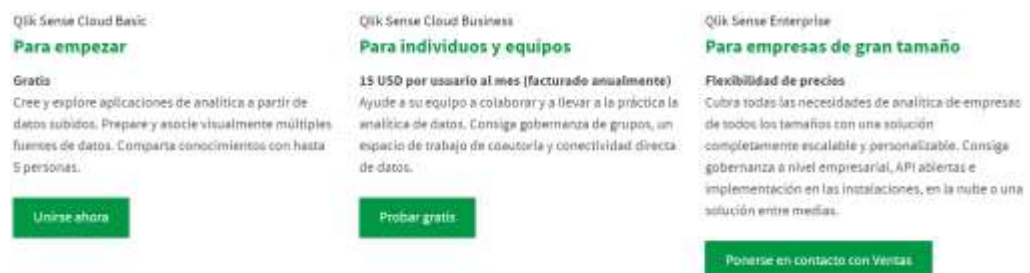 Qlik Sense Cloud Basic
Para empezar
Gratis
Cree y explore aplicaciones de analítica a partir de
datos subidos. Prepare y asocie visualmente múltiples
fuentes de datos. Comparta conocimientos con hasta
5 personas.
Unirse ahora
Qlik Sense Cloud Business
Para individuos y equipos
15 USD por usuario al mes (facturado anualmente)
Ayude a su equipo a colaborar y a llevar a la práctica la
analítica de datos. Consiga gobernanza de grupos, un
espacio de trabajo de coautoría y conectividad directa
de datos.
Probar gratis
Qlik Sense Enterprise
Para empresas de gran tamaño
Flexibilidad de precios
Cubra todas las necesidades de analítica de empresas
de todos los tamaños con una solución
completamente escalable y personalizable. Consiga
gobernanza a nivel empresarial, API abiertas e
implementación en las instalaciones, en la nube o una
solución entre medias.
Ponerse en contacto con Ventas